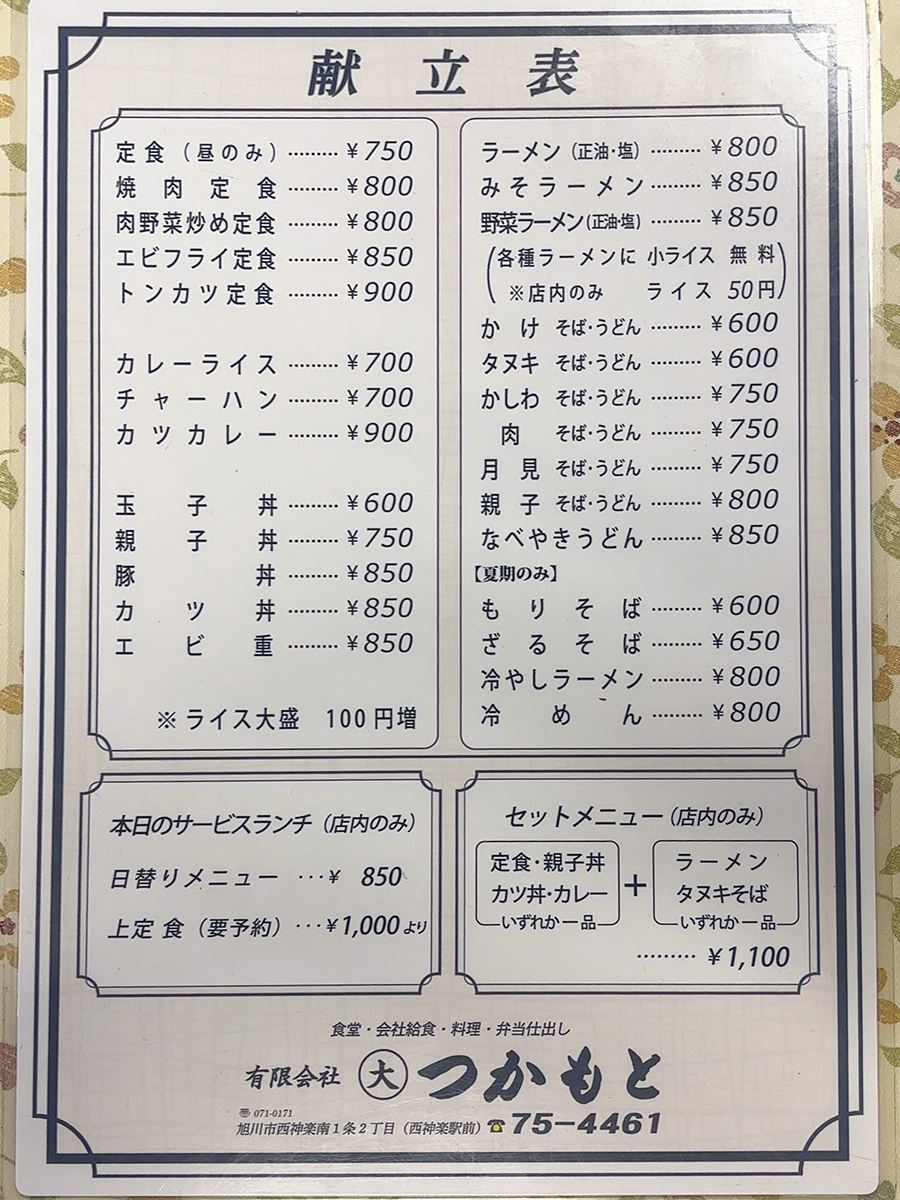 献立表
定食（昼のみ）………￥750
焼肉定食………￥800
肉野菜炒め定食………￥800
エビフライ定食………￥850
トンカツ定食………￥900
カレーライス………￥700
チャーハン………￥700
カツカレー………￥900
玉子丼………￥600
親子丼………￥750
豚丼………￥850
カツ丼………￥850
エビ重………￥850
※ライス大盛 100円増
ラーメン（正油・塩）………￥800
みそラーメン………￥850
野菜ラーメン（正油・塩）………￥850
（各種ラーメンに 小ライス 無料
※店内のみ ライス 50円）
かけ そば・うどん………￥600
タヌキ そば・うどん………￥600
かしわ そば・うどん………￥750
肉 そば・うどん………￥750
月見 そば・うどん………￥750
親子 そば・うどん………￥800
なべやきうどん………￥850
【夏期のみ】
もりそば………￥600
ざるそば………￥650
冷やしラーメン………￥800
冷めん………￥800
本日のサービスランチ（店内のみ）
日替りメニュー …￥ 850
上定食（要予約）…￥1,000より
セットメニュー（店内のみ）
定食・親子丼
カツ丼・カレー
いずれか一品
＋
ラーメン
タヌキそば
いずれか一品
………￥1,100
食堂・会社給食・料理・弁当仕出し
有限会社 大 つかもと
〠 071-0171
旭川市西神楽南1条2丁目（西神楽駅前）☎75-4461